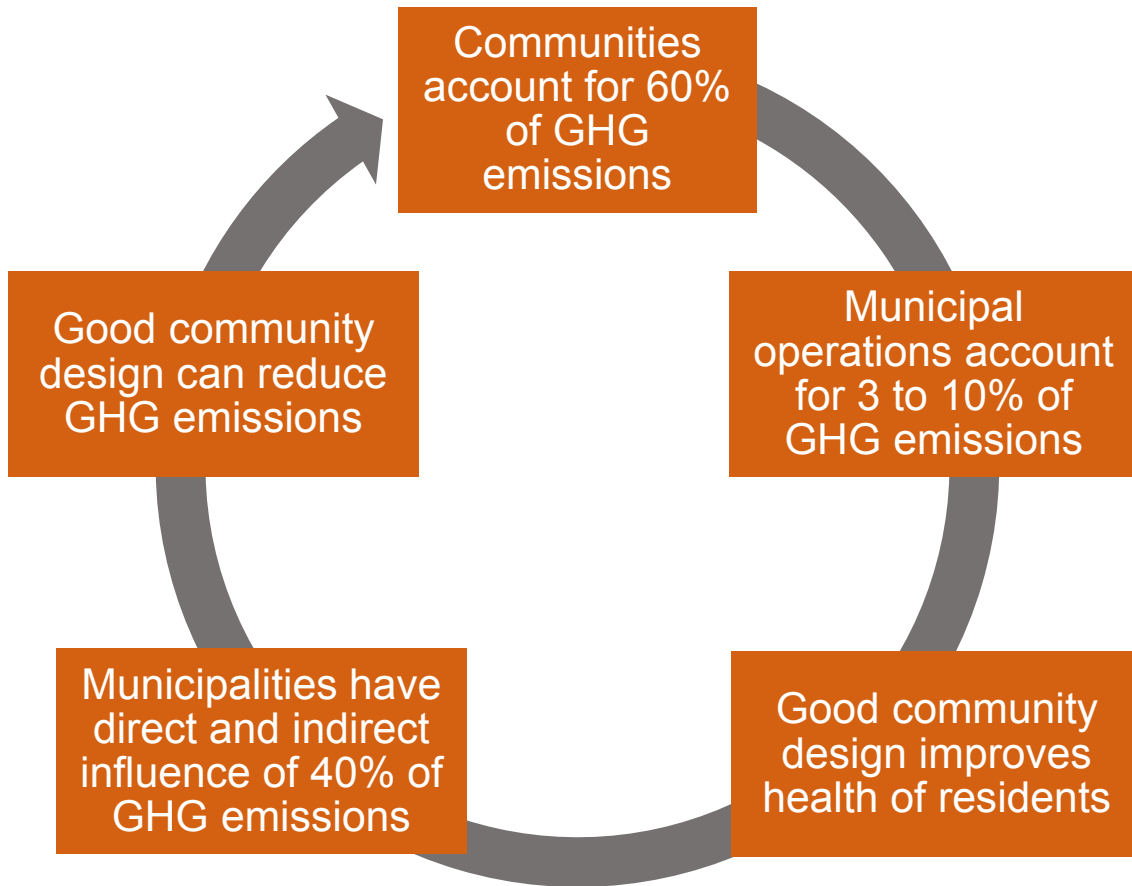 Communities
account for 60%
of GHG
emissions
Municipal
operations account
for 3 to 10% of
GHG emissions
Good community
design improves
health of residents
Municipalities have
direct and indirect
influence of 40% of
GHG emissions
Good community
design can reduce
GHG emissions